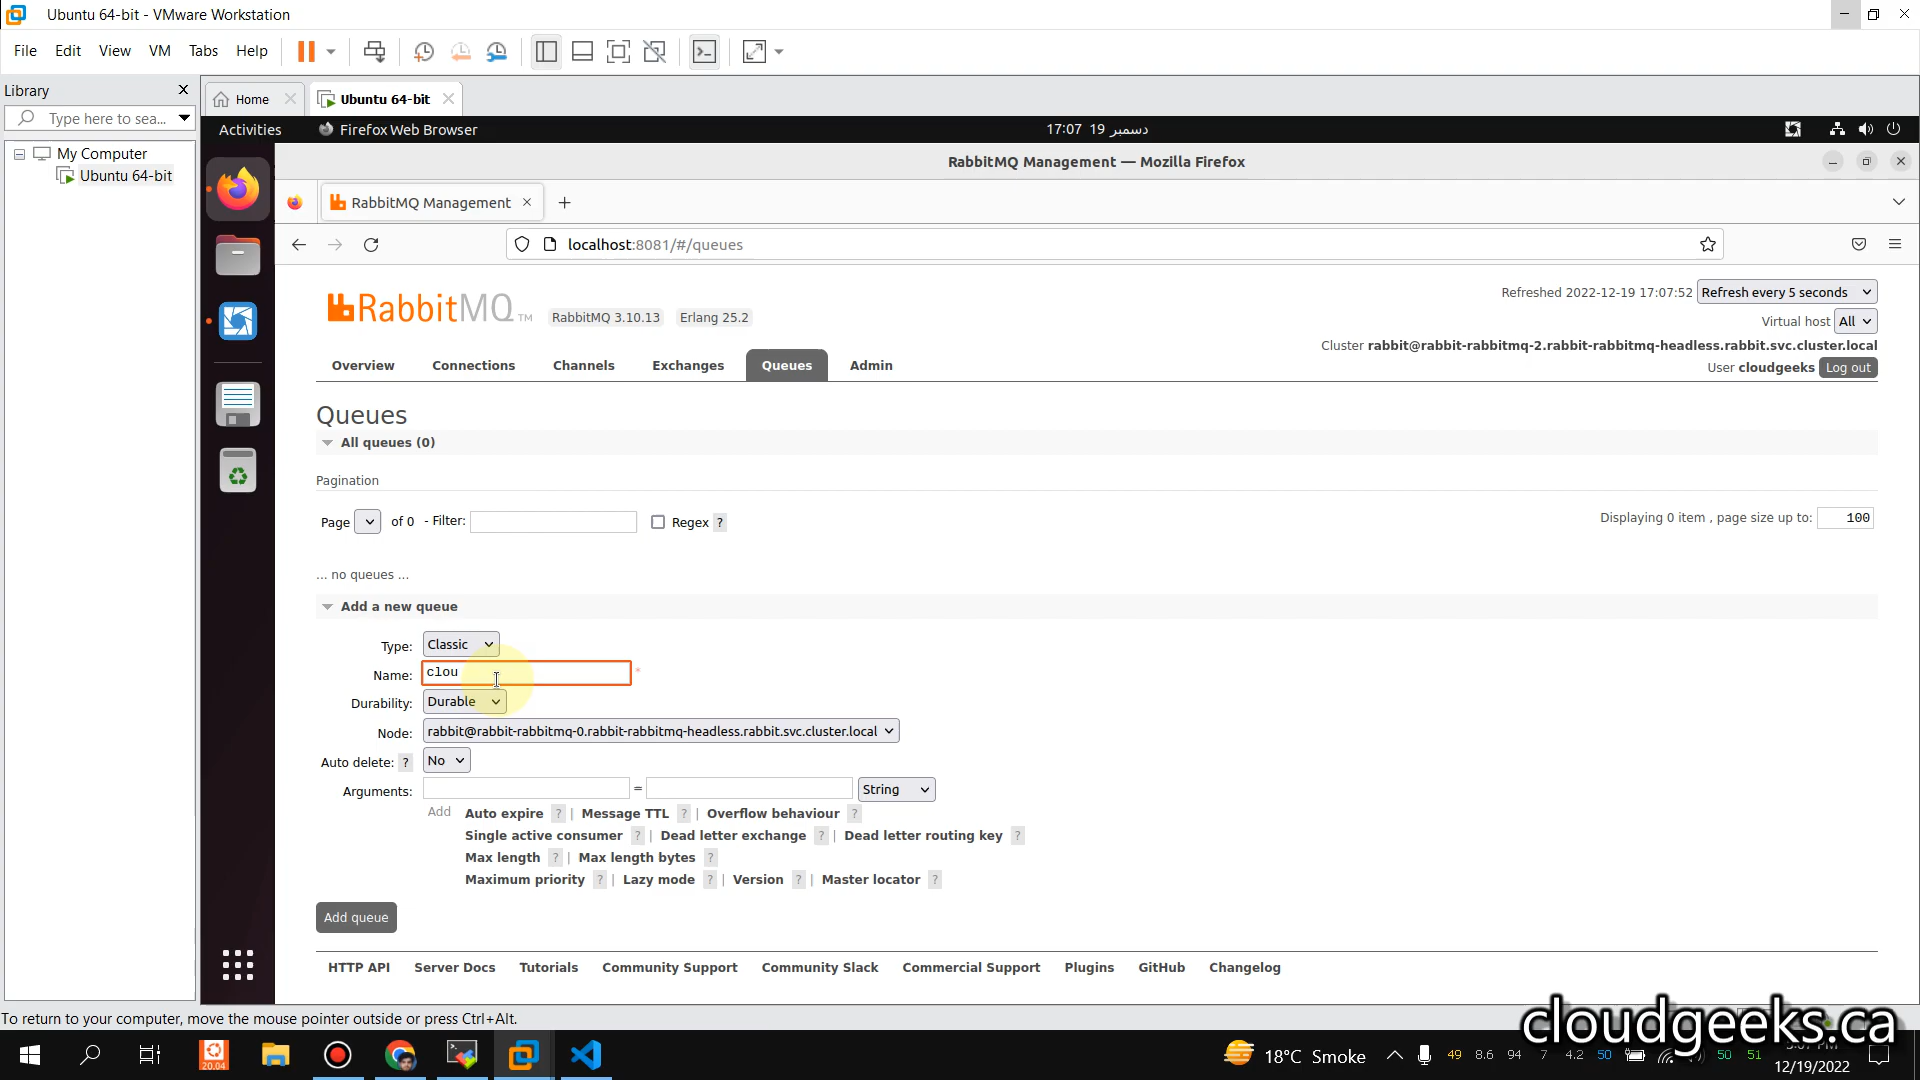 Ubuntu 64-bit - VMware Workstation
File Edit View VM Tabs Help
Library
Type here to sea...
My Computer
Ubuntu 64-bit
Home
Ubuntu 64-bit
Activities
Firefox Web Browser
17:07 19 دسمبر
RabbitMQ Management — Mozilla Firefox
RabbitMQ Management
localhost:8081/#/queues
RabbitMQ TM
RabbitMQ 3.10.13
Erlang 25.2
Refreshed 2022-12-19 17:07:52
Refresh every 5 seconds
Virtual host All
Cluster rabbit@rabbit-rabbitmq-2.rabbit-rabbitmq-headless.rabbit.svc.cluster.local
User cloudgeeks Log out
Overview Connections Channels Exchanges Queues Admin
Queues
All queues (0)
Pagination
Page of 0 - Filter: Regex ?
Displaying 0 item , page size up to: 100
... no queues ...
Add a new queue
Type: Classic
Name: clou *
Durability: Durable
Node: rabbit@rabbit-rabbitmq-0.rabbit-rabbitmq-headless.rabbit.svc.cluster.local
Auto delete: ? No
Arguments: = String
Add Auto expire ? | Message TTL ? | Overflow behaviour ?
Single active consumer ? | Dead letter exchange ? | Dead letter routing key ?
Max length ? | Max length bytes ?
Maximum priority ? | Lazy mode ? | Version ? | Master locator ?
Add queue
HTTP API Server Docs Tutorials Community Support Community Slack Commercial Support Plugins GitHub Changelog
To return to your computer, move the mouse pointer outside or press Ctrl+Alt.
cloudgeeks.ca
20.04
18°C Smoke
49 8.6 94 7 4.2 50
50 51
12/19/2022